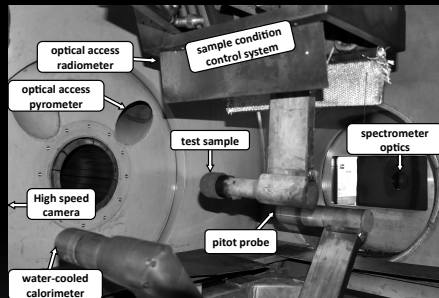 optical access
radiometer
sample condition
control system
optical access
pyrometer
test sample
spectrometer
optics
High speed
camera
pitot probe
water-cooled
calorimeter